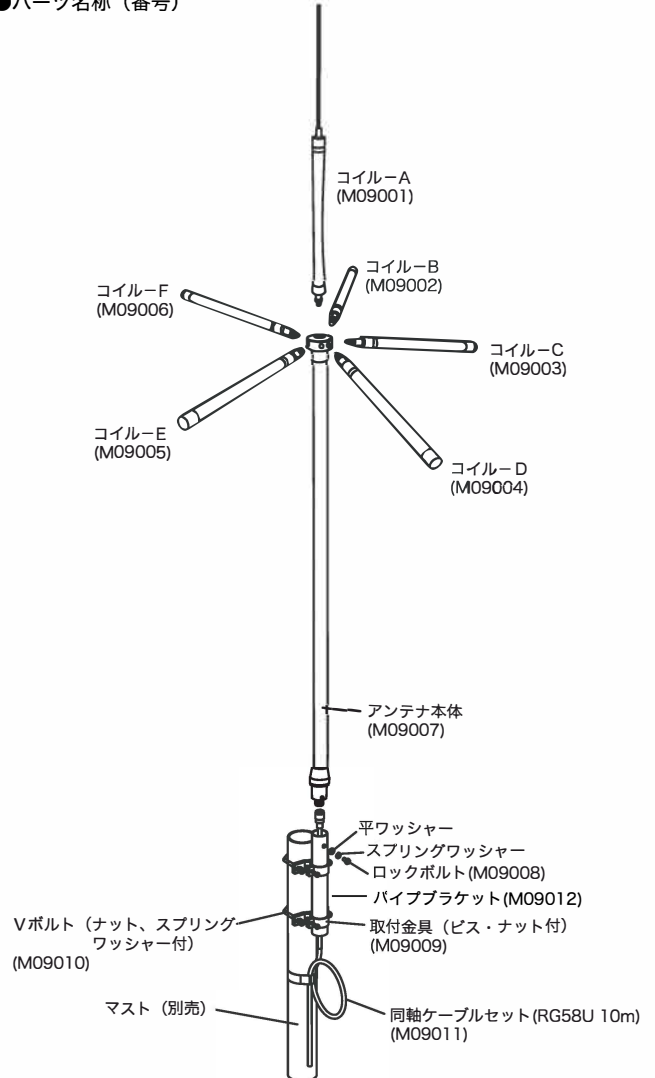 ●パーツ名称（番号）
コイルーA
(M09001)
コイルーB
(M09002)
コイルーF
(M09006)
コイルーC
(M09003)
コイルーE
(M09005)
コイルーD
(M09004)
アンテナ本体
(M09007)
平ワッシャー
スプリングワッシャー
ロックボルト(M09008)
パイプブラケット(M09012)
Vボルト（ナット、スプリング
ワッシャー付）
(M09010)
取付金具（ビス・ナット付）
(M09009)
マスト（別売）
同軸ケーブルセット(RG58U 10m)
(M09011)